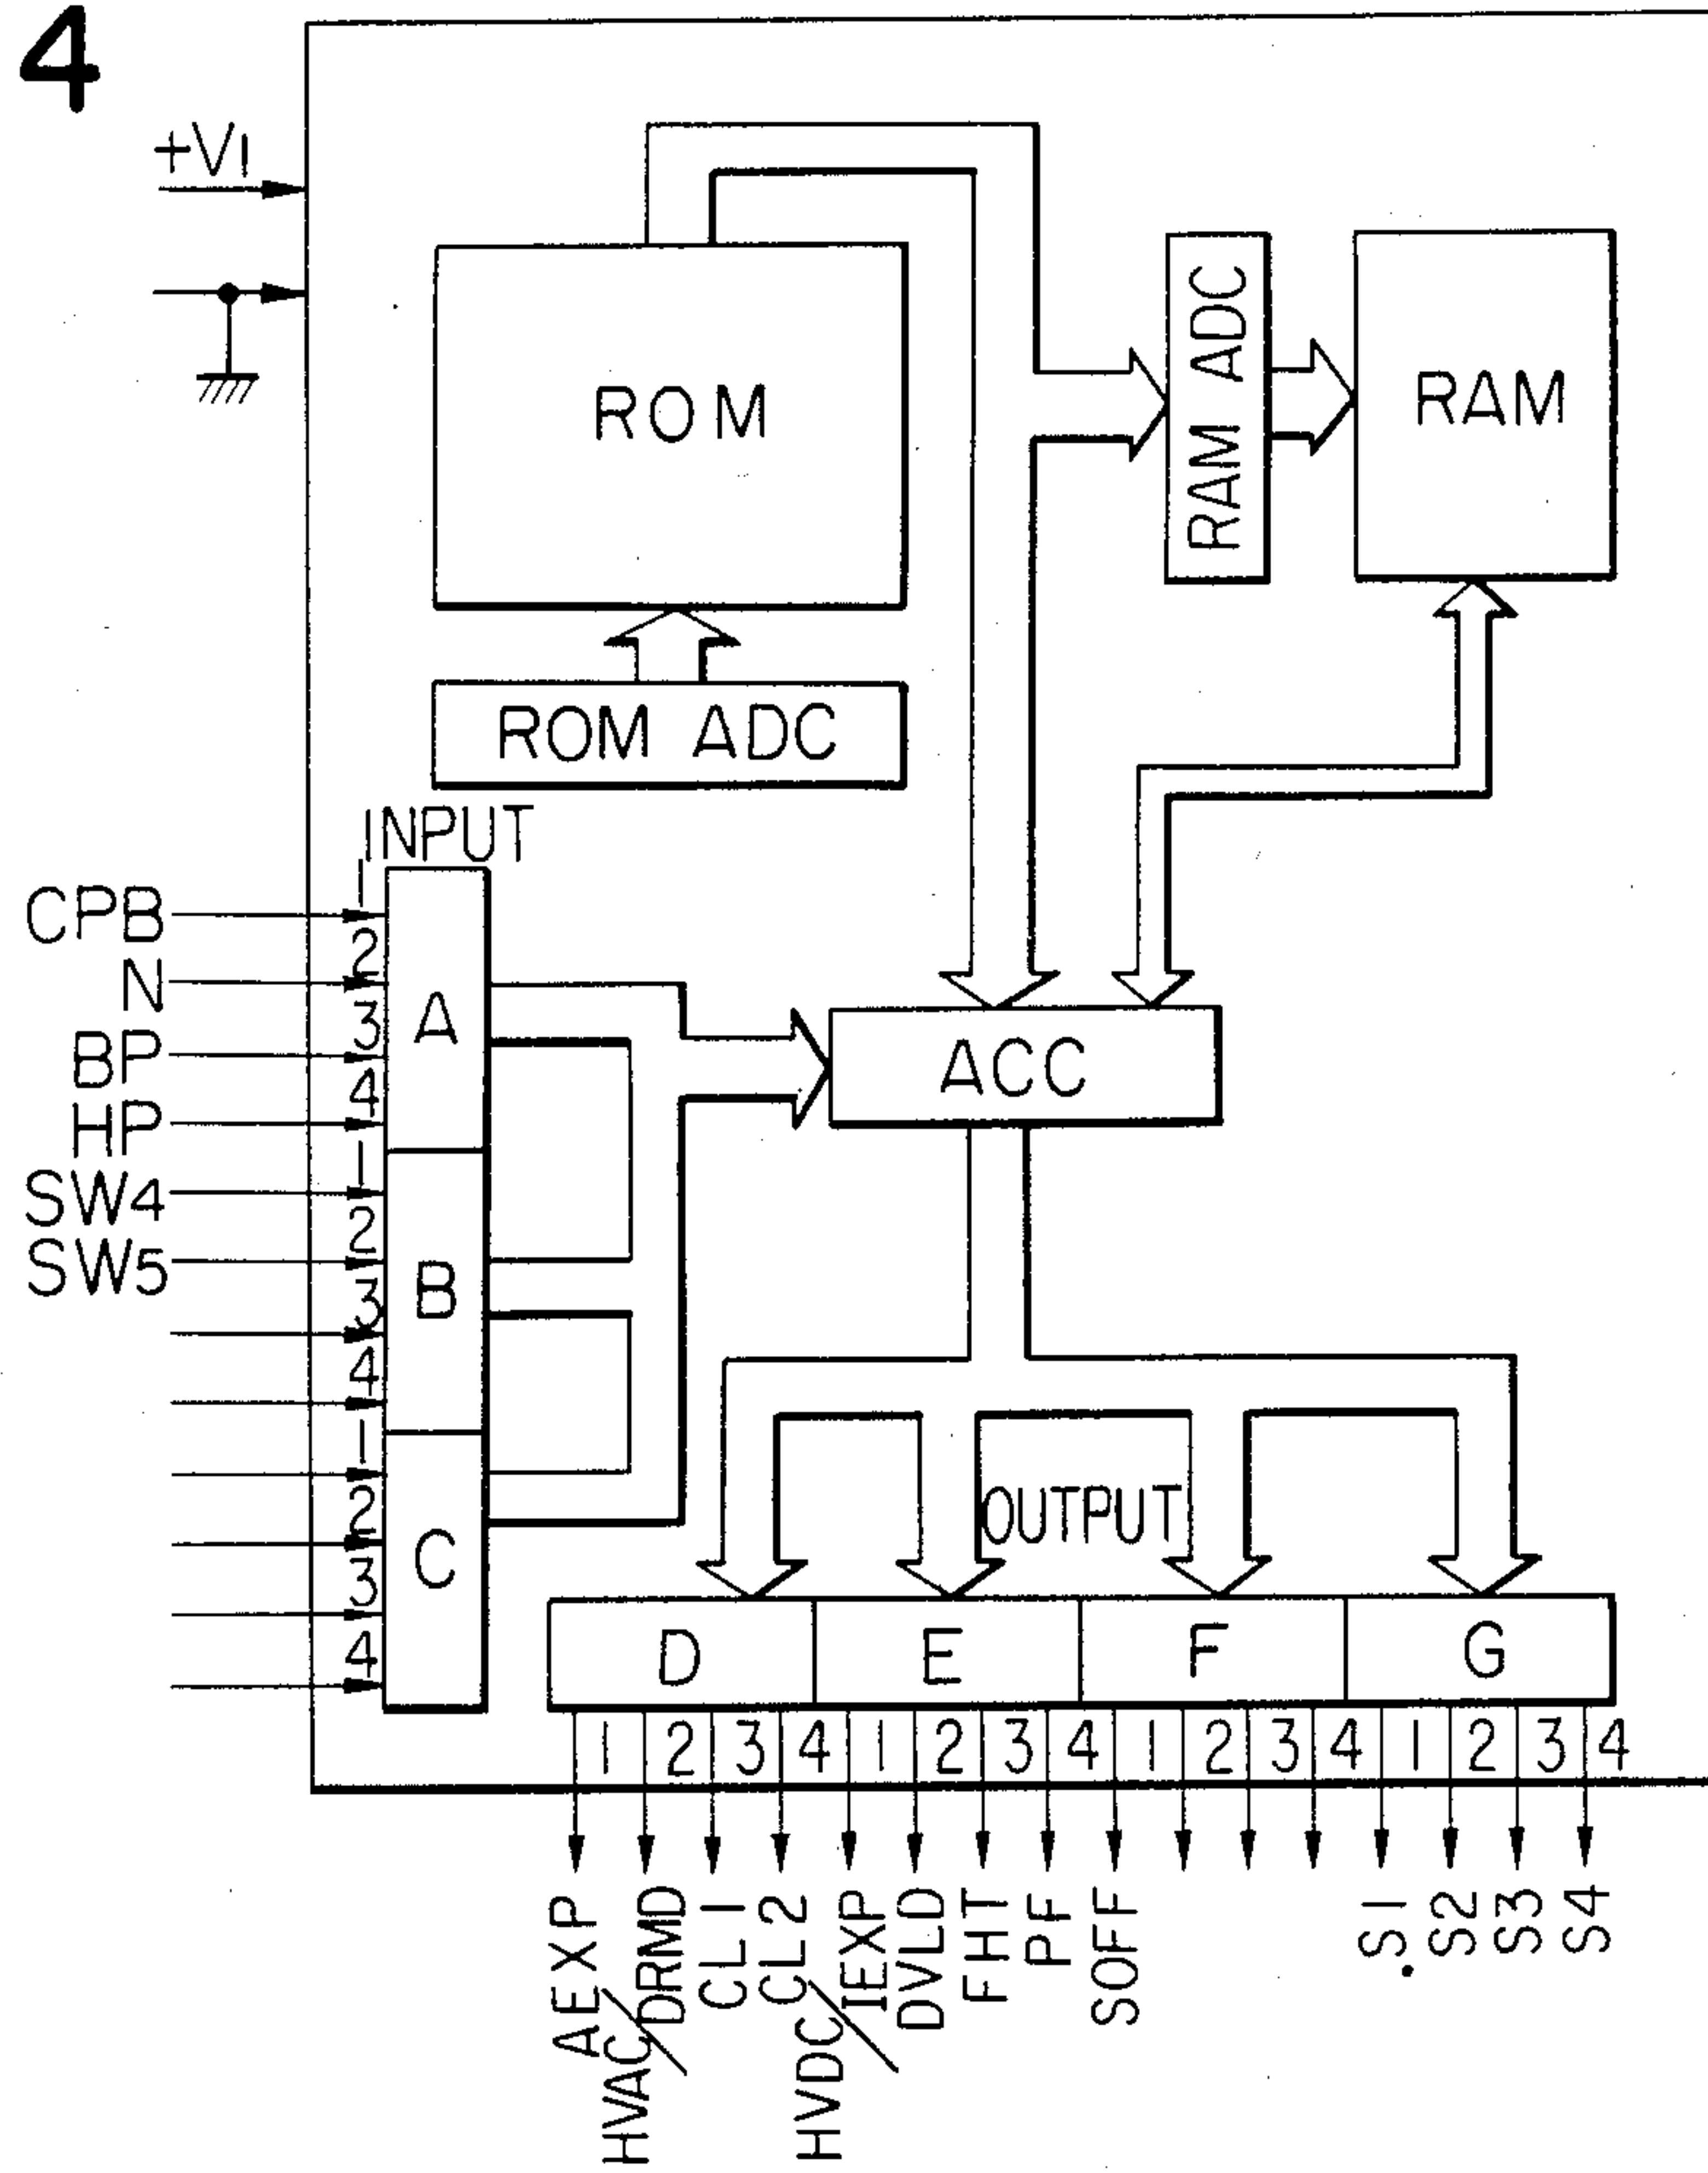 4
+V1
ROM
RAM ADC
RAM
ROM ADC
INPUT
CPB
N
BP
HP
SW4
SW5
1
2
3
4
1
2
3
4
1
2
3
4
A
B
C
ACC
OUTPUT
D E F G
1 2 3 4 1 2 3 4 1 2 3 4 1 2 3 4
AEXP
HVAC/DRMD
CL1
CL2
HVDC/IEXP
DVLD
FHT
PF
SOFF
S1
S2
S3
S4